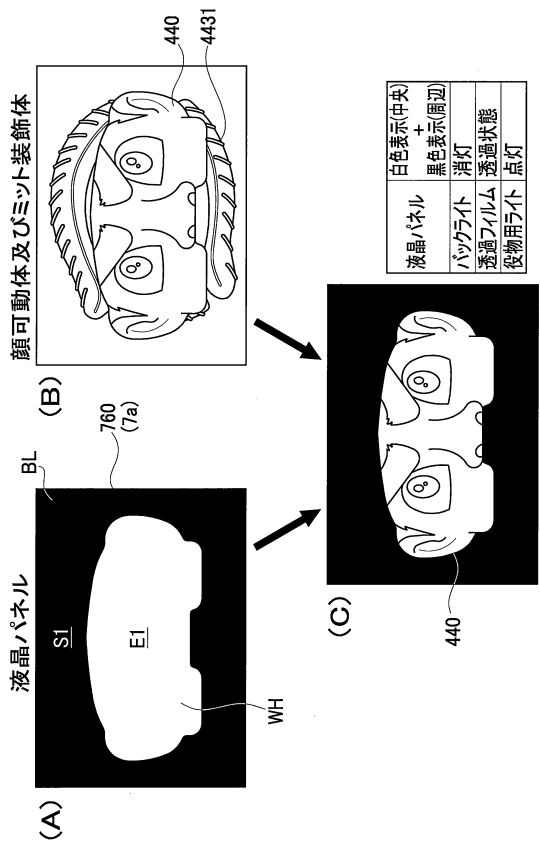 (A)
液晶パネル
S1
E1
BL
WH
760
(7a)
(B)
顔可動体及びミット装飾体
440
4431
(C)
440
液晶パネル 白色表示(中央)
+
黒色表示(周辺)
バックライト 消灯
透過フィルム 透過状態
役物用ライト 点灯